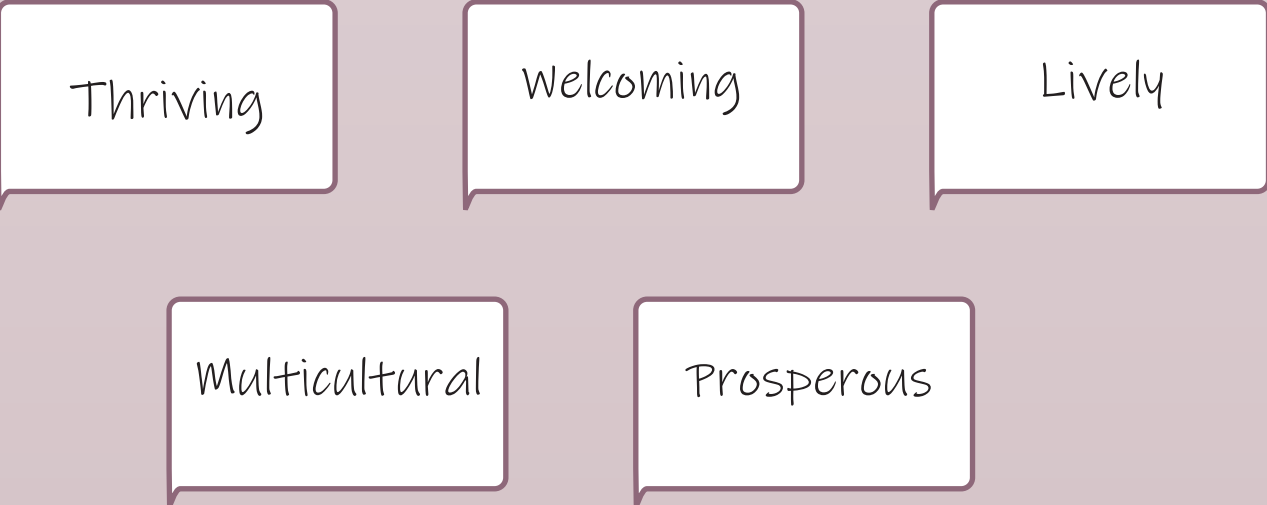 Thriving
Welcoming
Lively
Multicultural
Prosperous